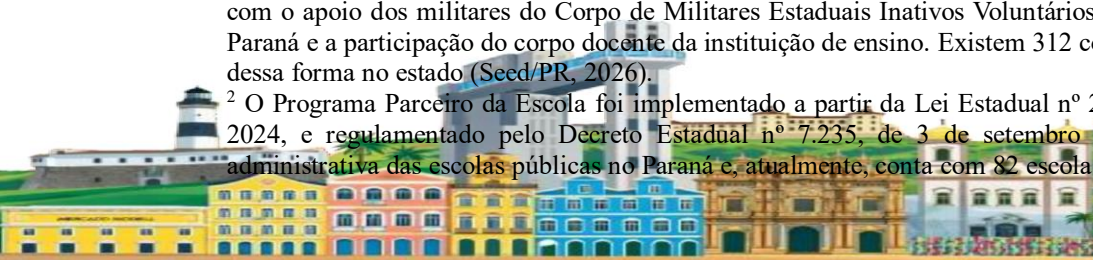 com o apoio dos militares do Corpo de Militares Estaduais Inativos Voluntários
Paraná e a participação do corpo docente da instituição de ensino. Existem 312
dessa forma no estado (Seed/PR, 2026).
² O Programa Parceiro da Escola foi implementado a partir da Lei Estadual nº
2024, e regulamentado pelo Decreto Estadual nº 7.235, de 3 de setembro
administrativa das escolas públicas no Paraná e, atualmente, conta com 82 escola
MERCADO MODELO